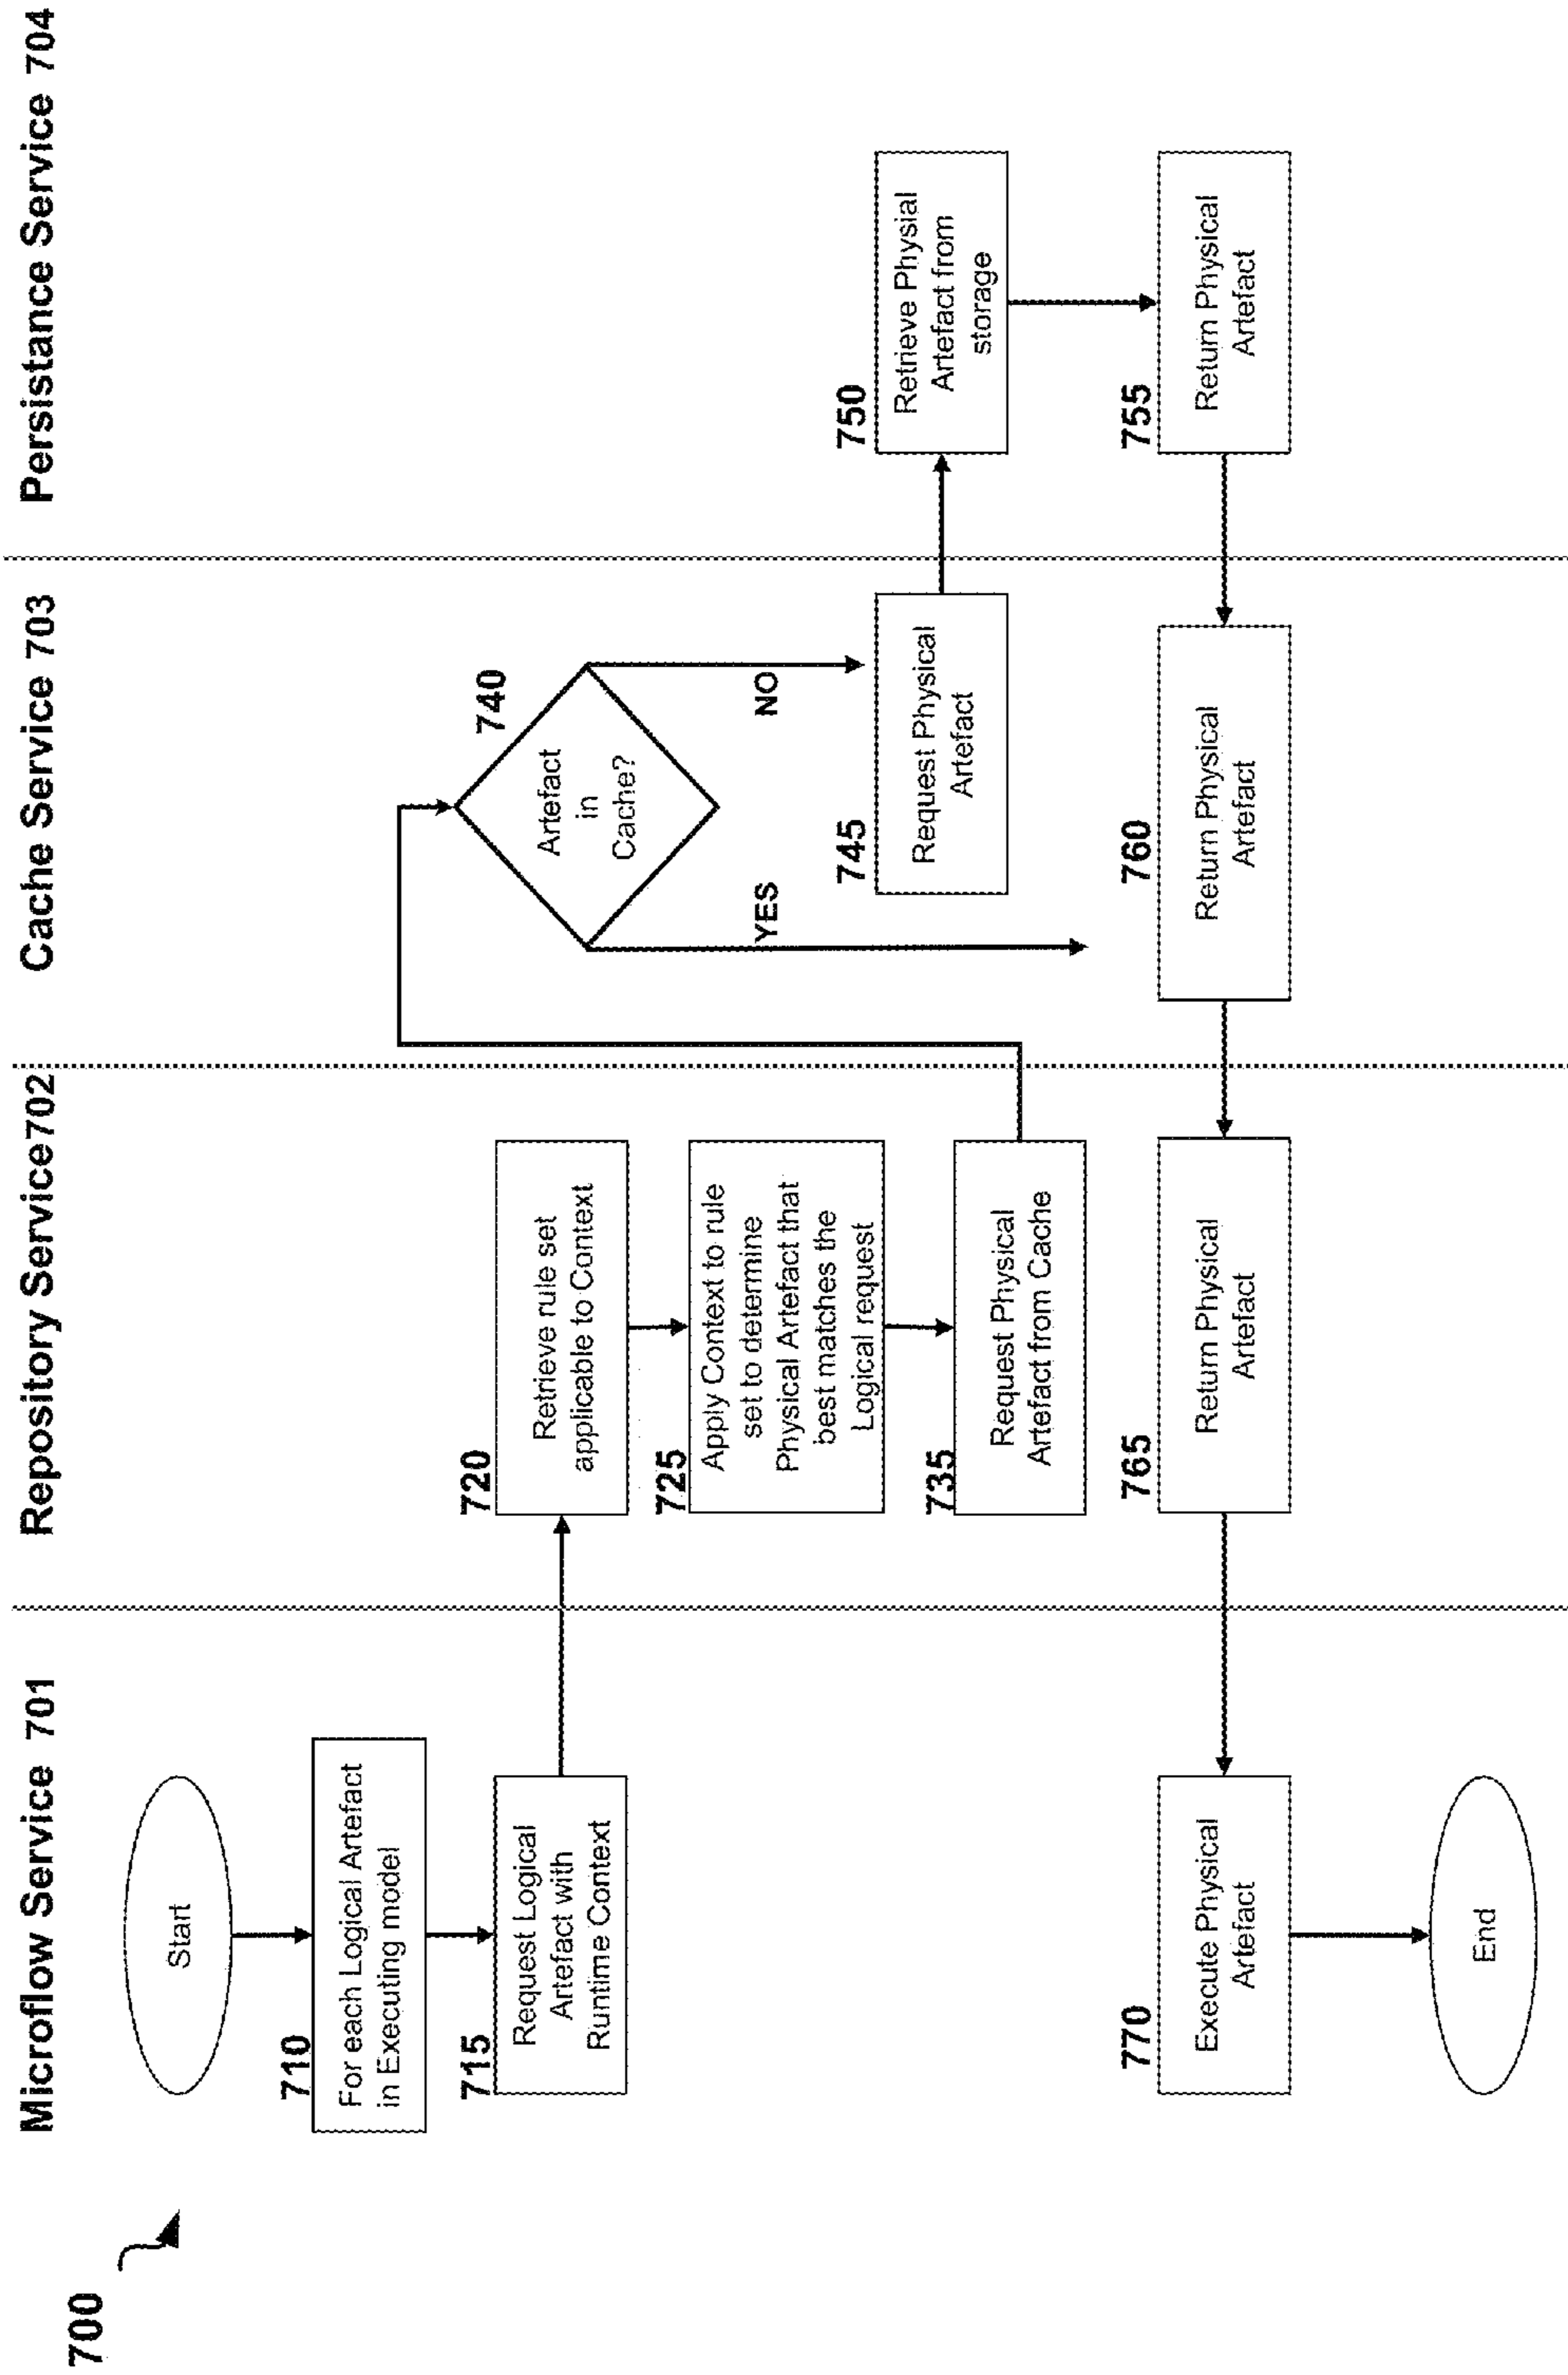 700
Microflow Service 701
Repository Service702
Cache Service 703
Persistance Service 704
Start
710
For each Logical Artefact
in Executing model
715
Request Logical
Artefact with
Runtime Context
720
Retrieve rule set
applicable to Context
725
Apply Context to rule
set to determine
Physical Artefact that
best matches the
Logical request
735
Request Physical
Artefact from Cache
740
Artefact
in
Cache?
YES
NO
745
Request Physical
Artefact
750
Retrieve Physial
Artefact from
storage
755
Return Physical
Artefact
760
Return Physical
Artefact
765
Return Physical
Artefact
770
Execute Physical
Artefact
End